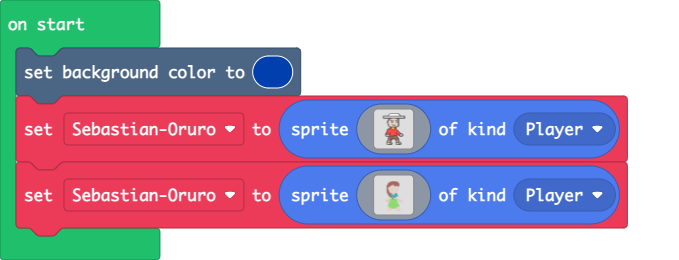 on start
set background color to
set Sebastian-Oruro to sprite of kind Player
set Sebastian-Oruro to sprite of kind Player